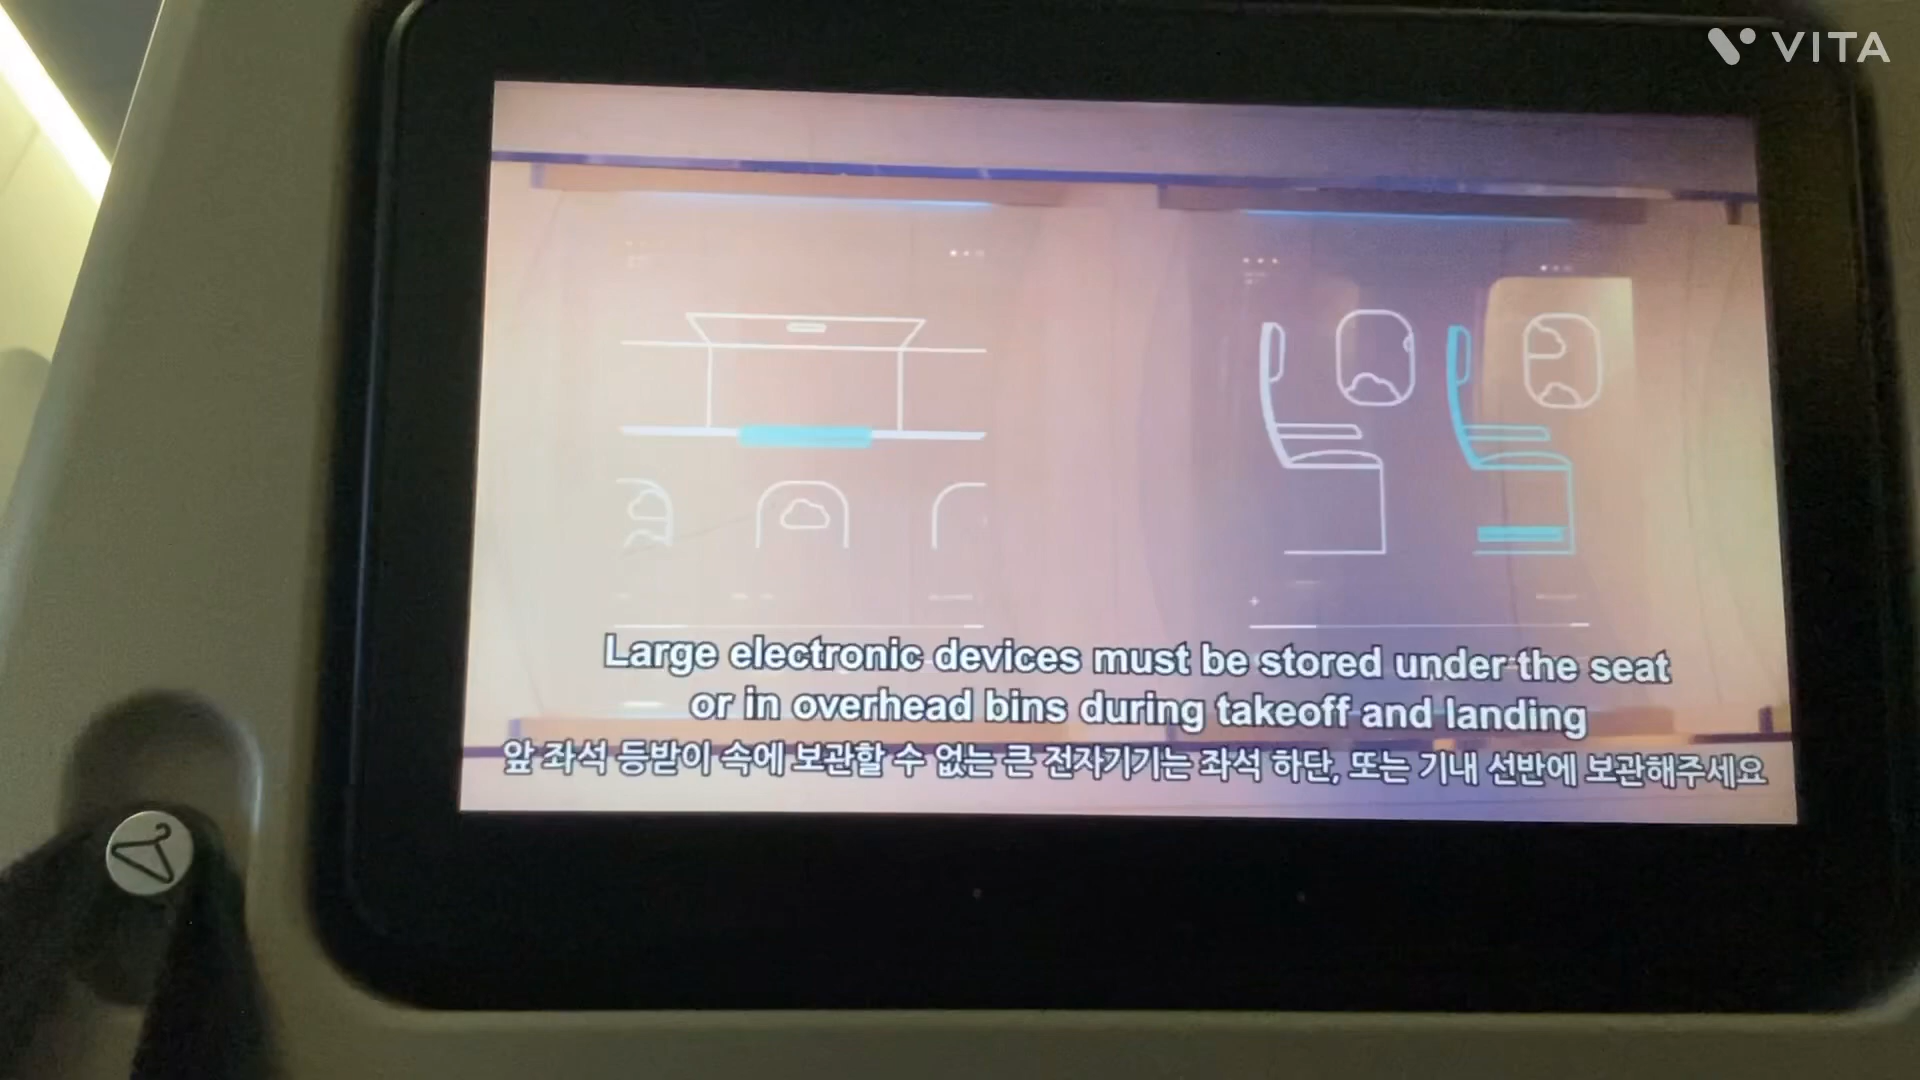 VITA
Large electronic devices must be stored under the seat
or in overhead bins during takeoff and landing
앞 좌석 등받이 속에 보관할 수 없는 큰 전자기기는 좌석 하단, 또는 기내 선반에 보관해주세요